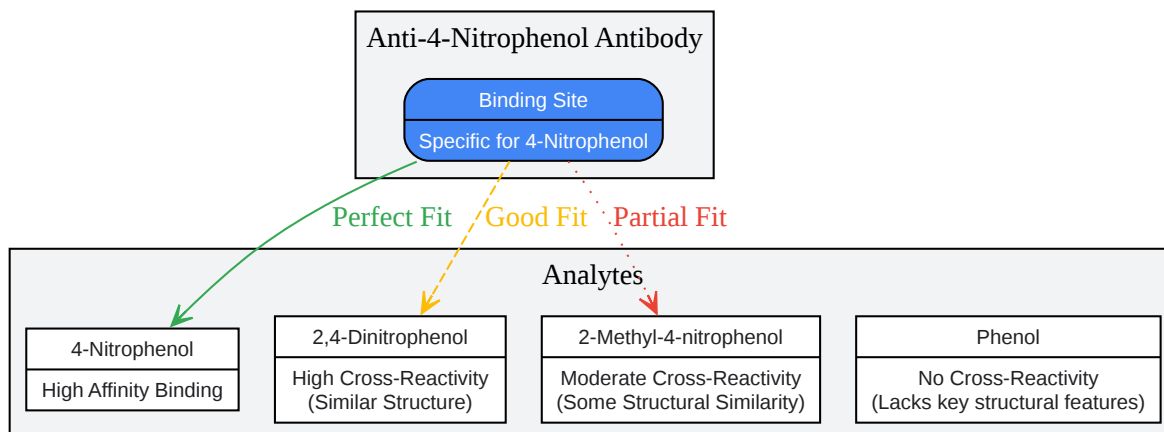 Anti-4-Nitrophenol Antibody
Binding Site
Specific for 4-Nitrophenol
Perfect Fit
Good Fit
Partial Fit
Analytes
4-Nitrophenol
High Affinity Binding
2,4-Dinitrophenol
High Cross-Reactivity
(Similar Structure)
2-Methyl-4-nitrophenol
Moderate Cross-Reactivity
(Some Structural Similarity)
Phenol
No Cross-Reactivity
(Lacks key structural features)